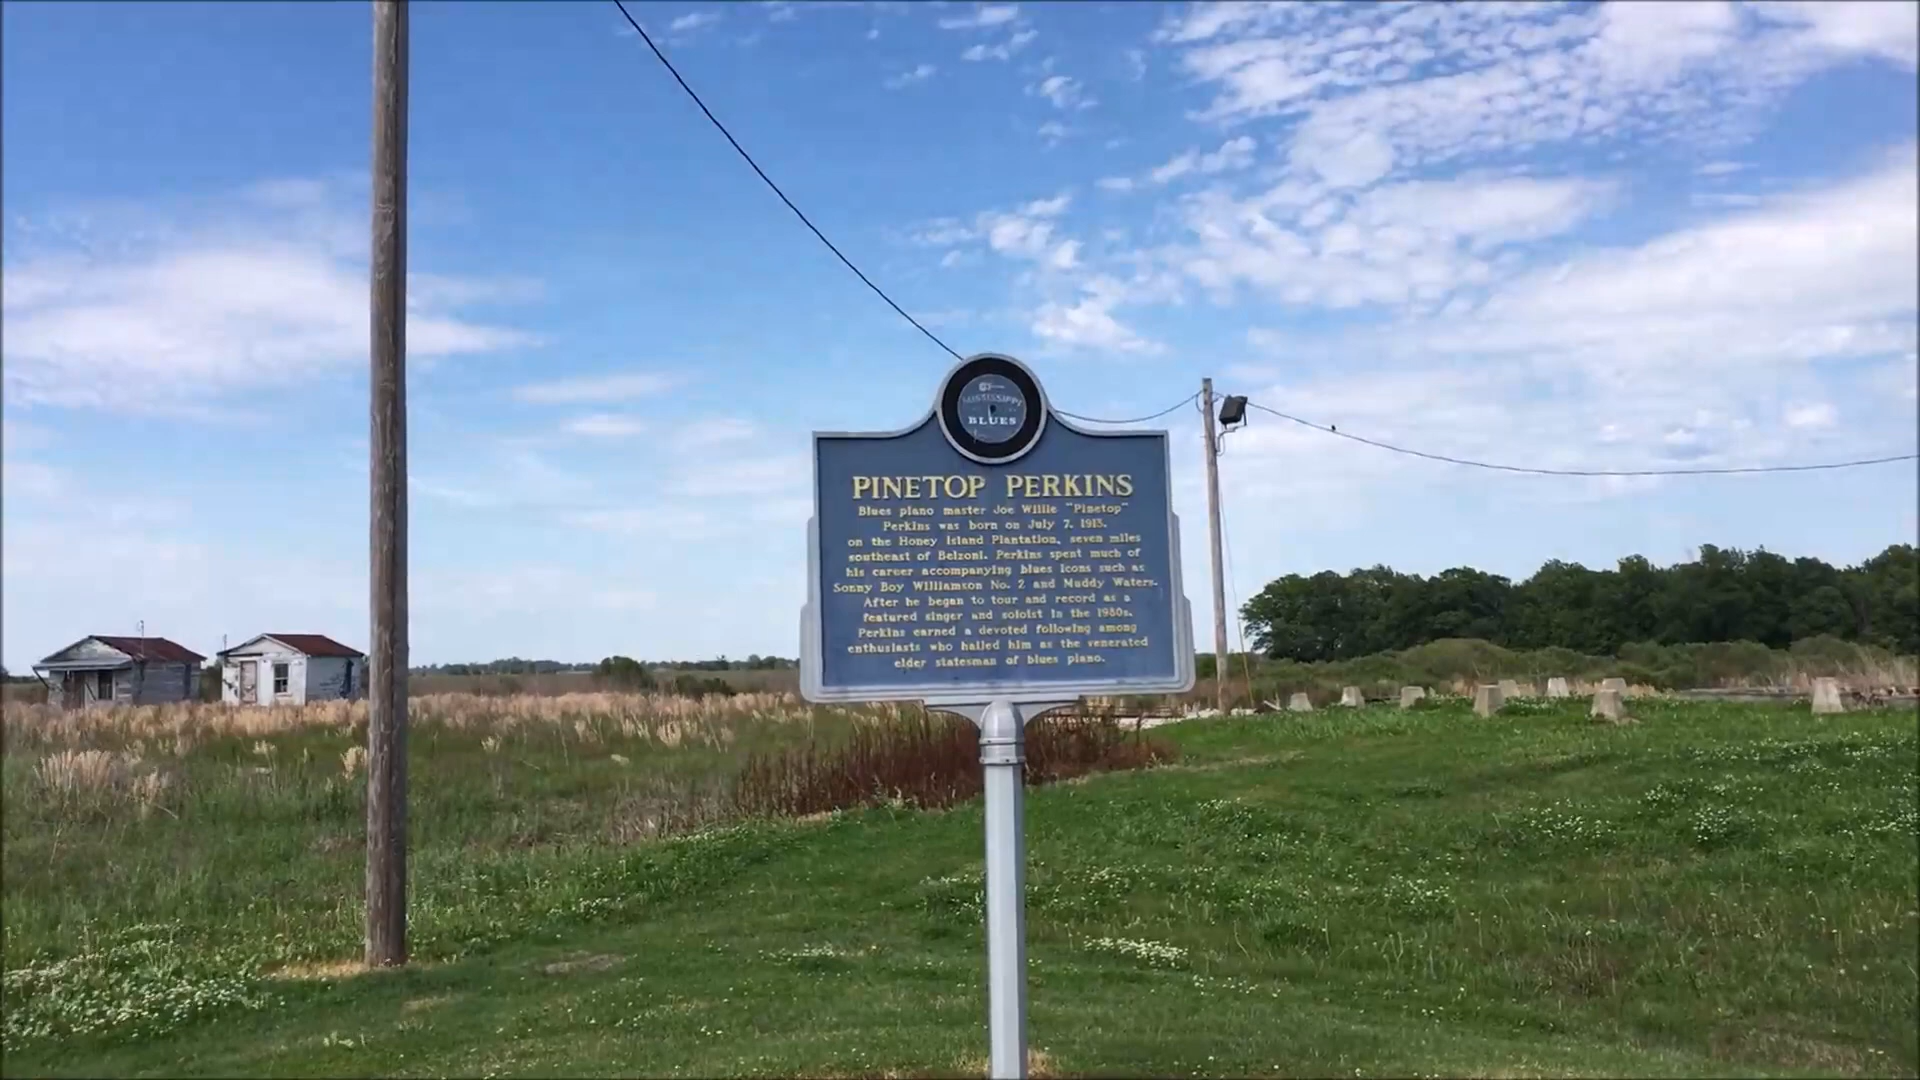 MISSISSIPPI
BLUES
PINETOP PERKINS
Blues piano master Joe Willie "Pinetop"
Perkins was born on July 7, 1913,
on the Honey Island Plantation, seven miles
southeast of Belzoni. Perkins spent much of
his career accompanying blues icons such as
Sonny Boy Williamson No. 2 and Muddy Waters.
After he began to tour and record as a
featured singer and soloist in the 1980s,
Perkins earned a devoted following among
enthusiasts who hailed him as the venerated
elder statesman of blues piano.